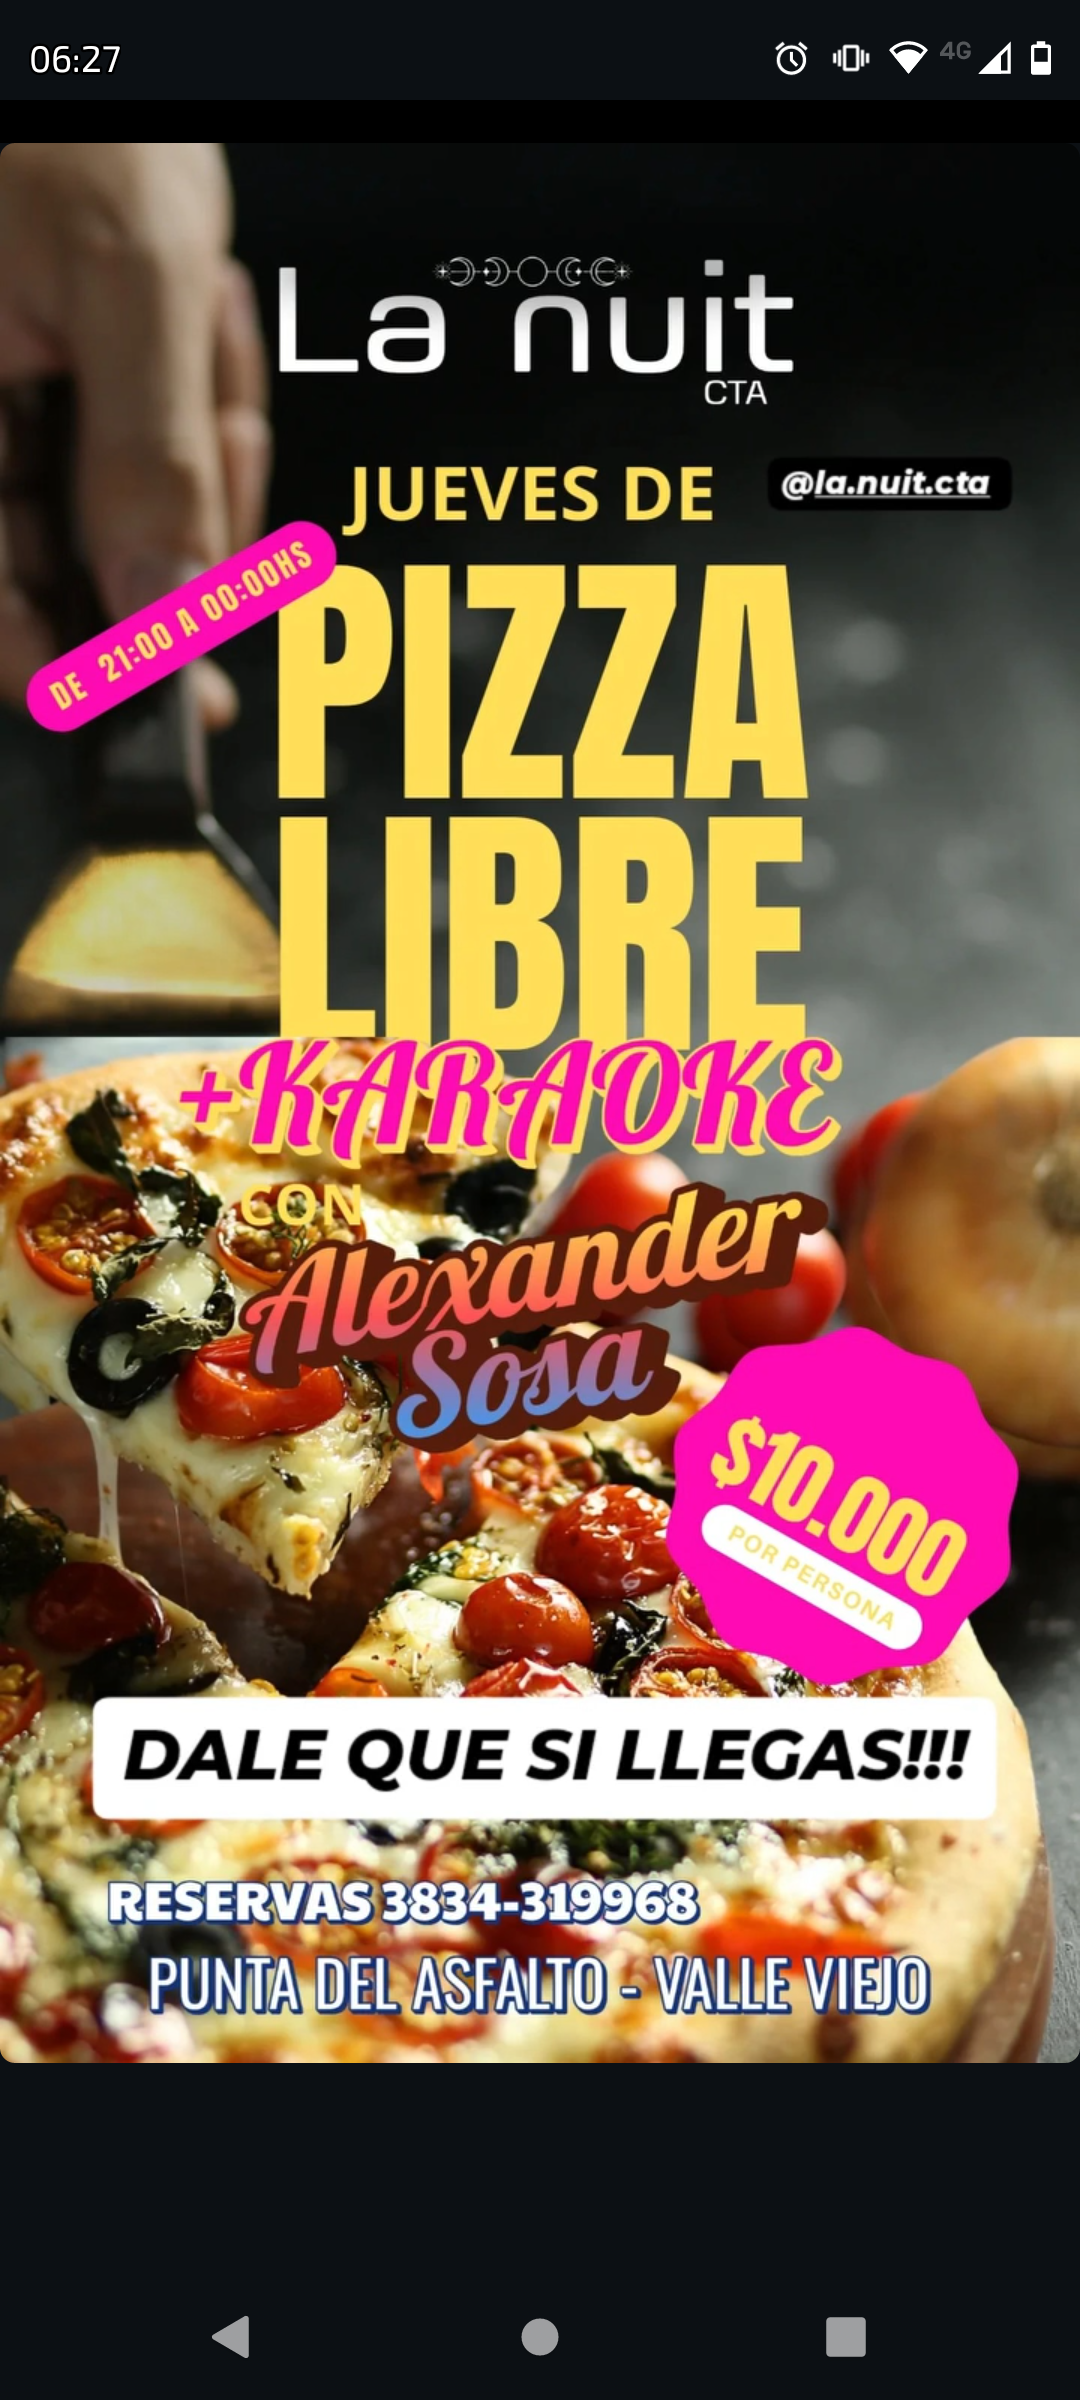 06:27
4G
La nuit
CTA
JUEVES DE
@la.nuit.cta
DE 21:00 A 00:00HS
PIZZA
LIBRE
+KARAOKE
CON
Alexander
Sosa
$10.000
POR PERSONA
DALE QUE SI LLEGAS!!!
RESERVAS 3834-319968
PUNTA DEL ASFALTO - VALLE VIEJO